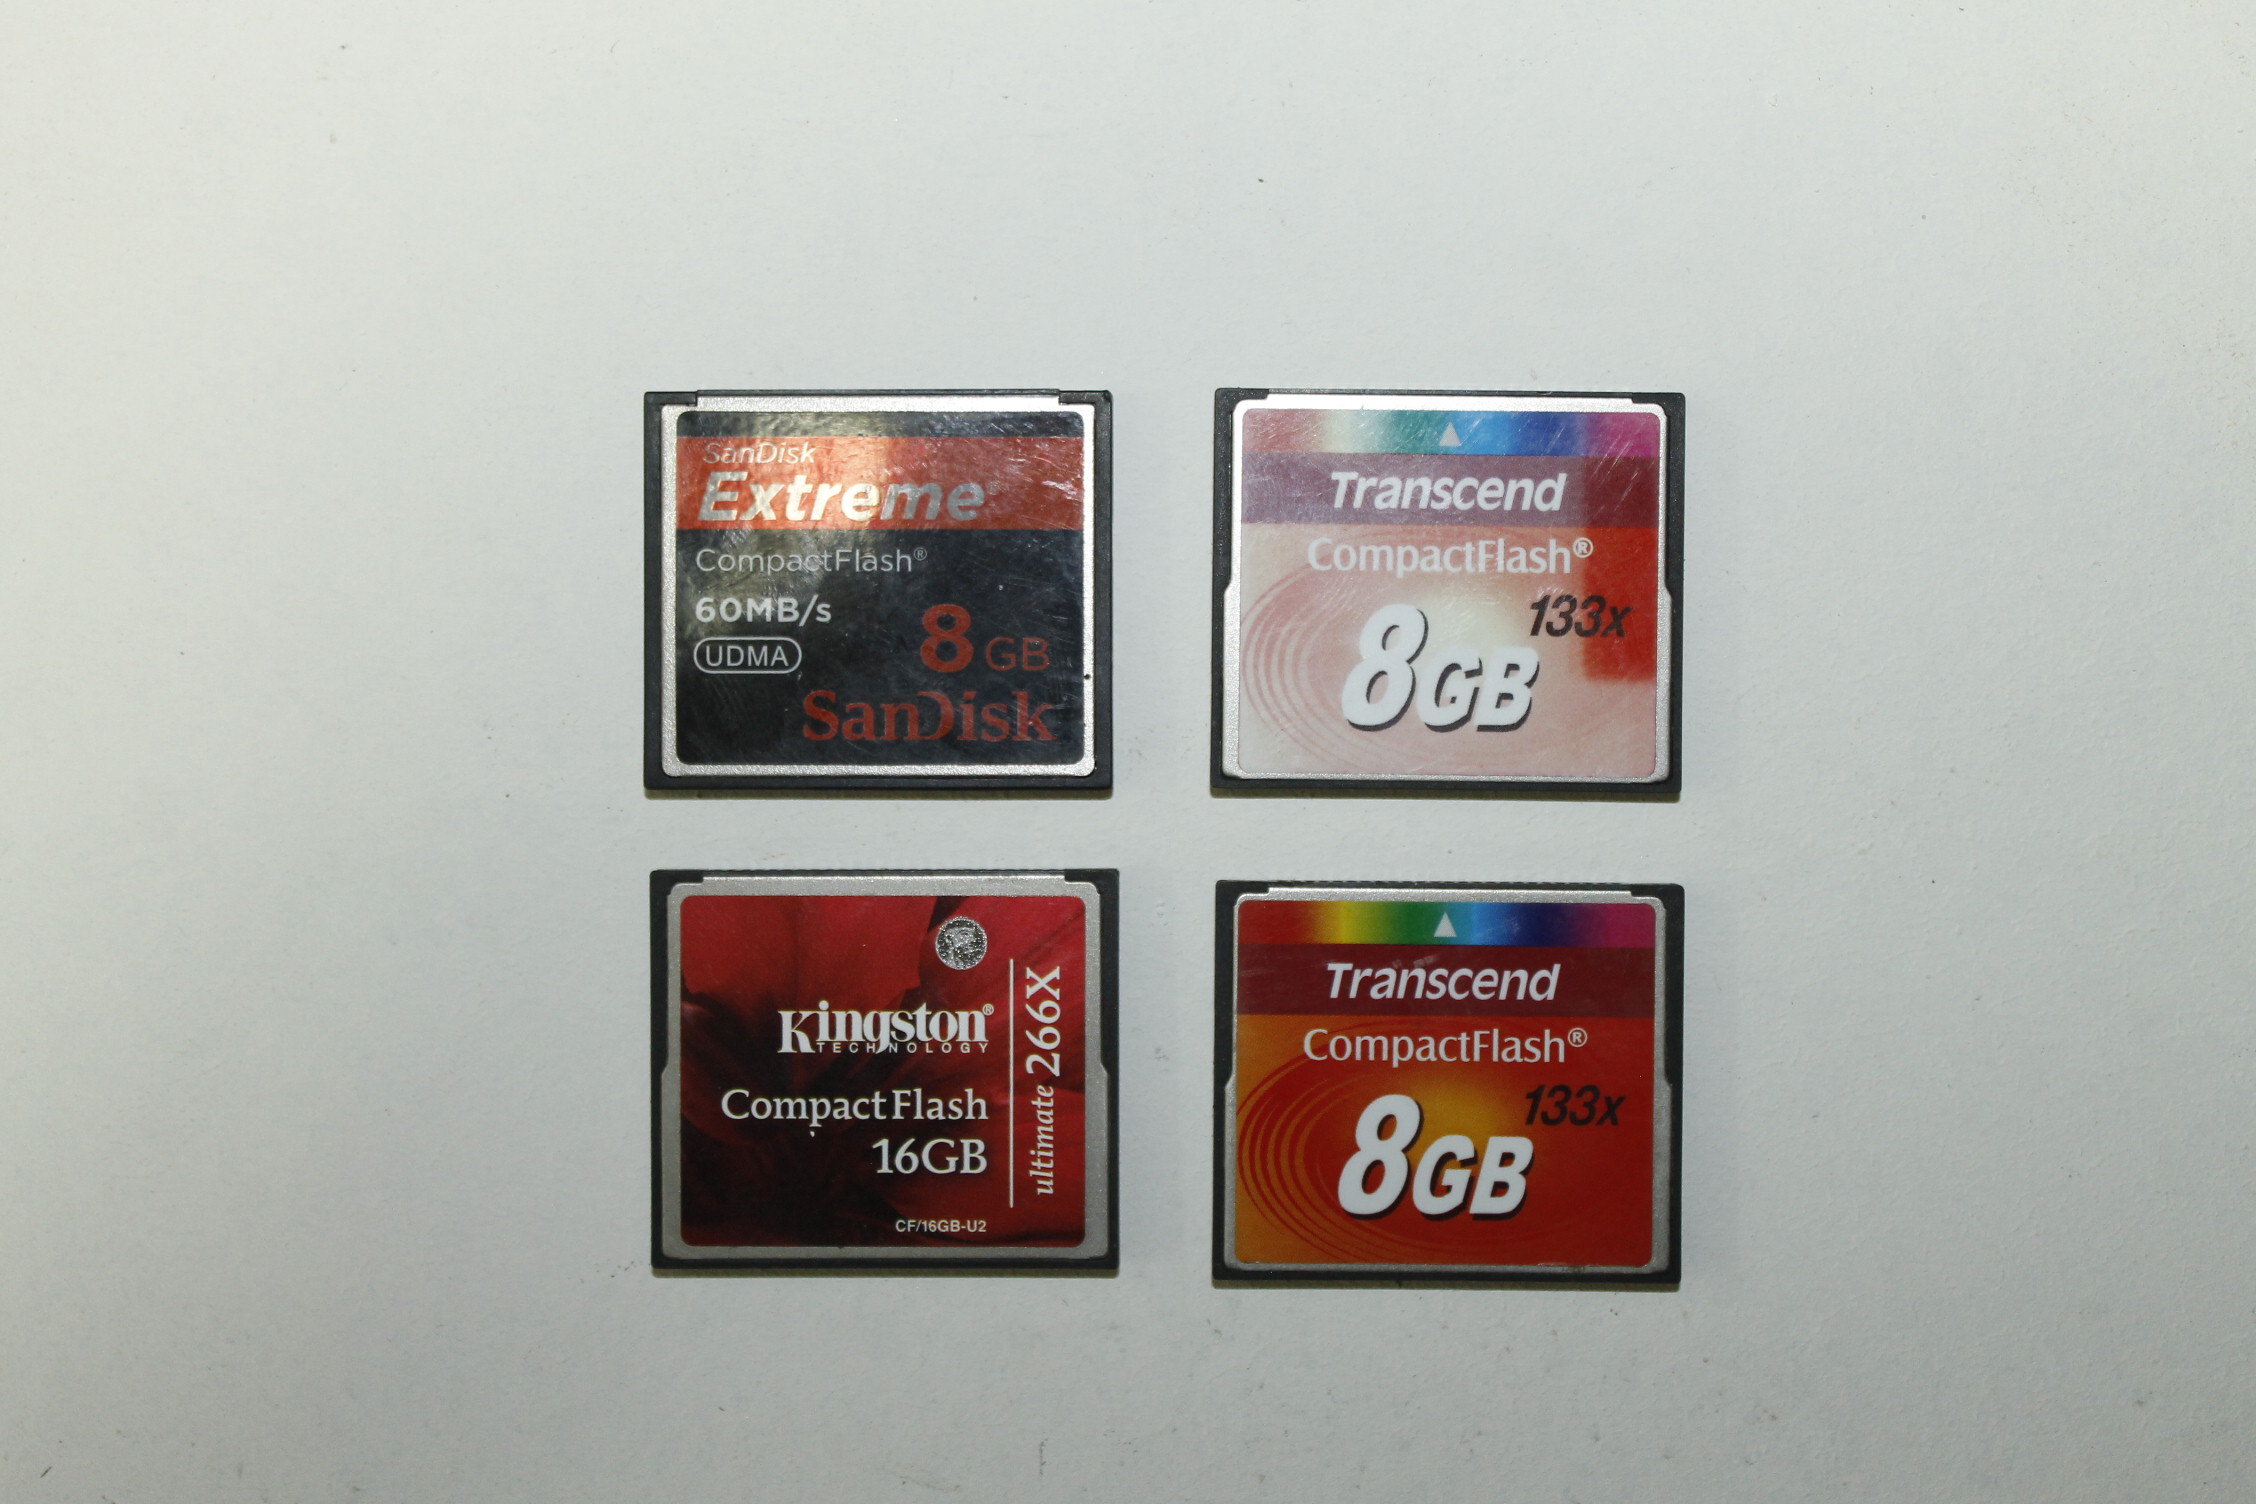 SanDisk
Extreme®
CompactFlash®
60MB/s
UDMA
8 GB
SanDisk
Transcend
CompactFlash®
133x
8GB
Kingston®
TECHNOLOGY
CompactFlash
16GB
ultimate 266X
CF/16GB-U2
Transcend
CompactFlash®
133x
8GB